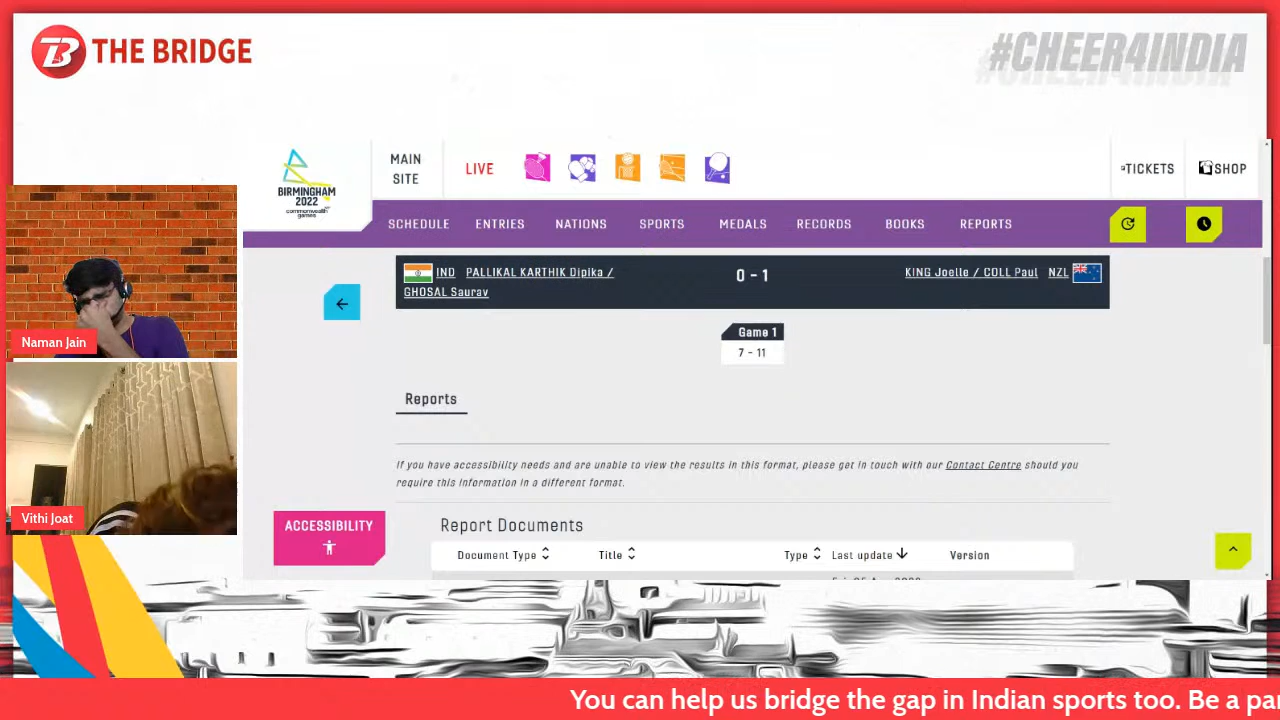 THE BRIDGE
#CHEER4INDIA
BIRMINGHAM
2022
commonwealth
games
MAIN
SITE
LIVE
TICKETS
SHOP
SCHEDULE ENTRIES NATIONS SPORTS MEDALS RECORDS BOOKS REPORTS
IND PALLIKAL KARTHIK Dipika /
GHOSAL Saurav
0 - 1
KING Joelle / COLL Paul NZL
Game 1
7 - 11
Naman Jain
Vithi Joat
Reports
If you have accessibility needs and are unable to view the results in this format, please get in touch with our Contact Centre should you
require this information in a different format.
ACCESSIBILITY
Report Documents
Document Type Title Type Last update Version
You can help us bridge the gap in Indian sports too. Be a